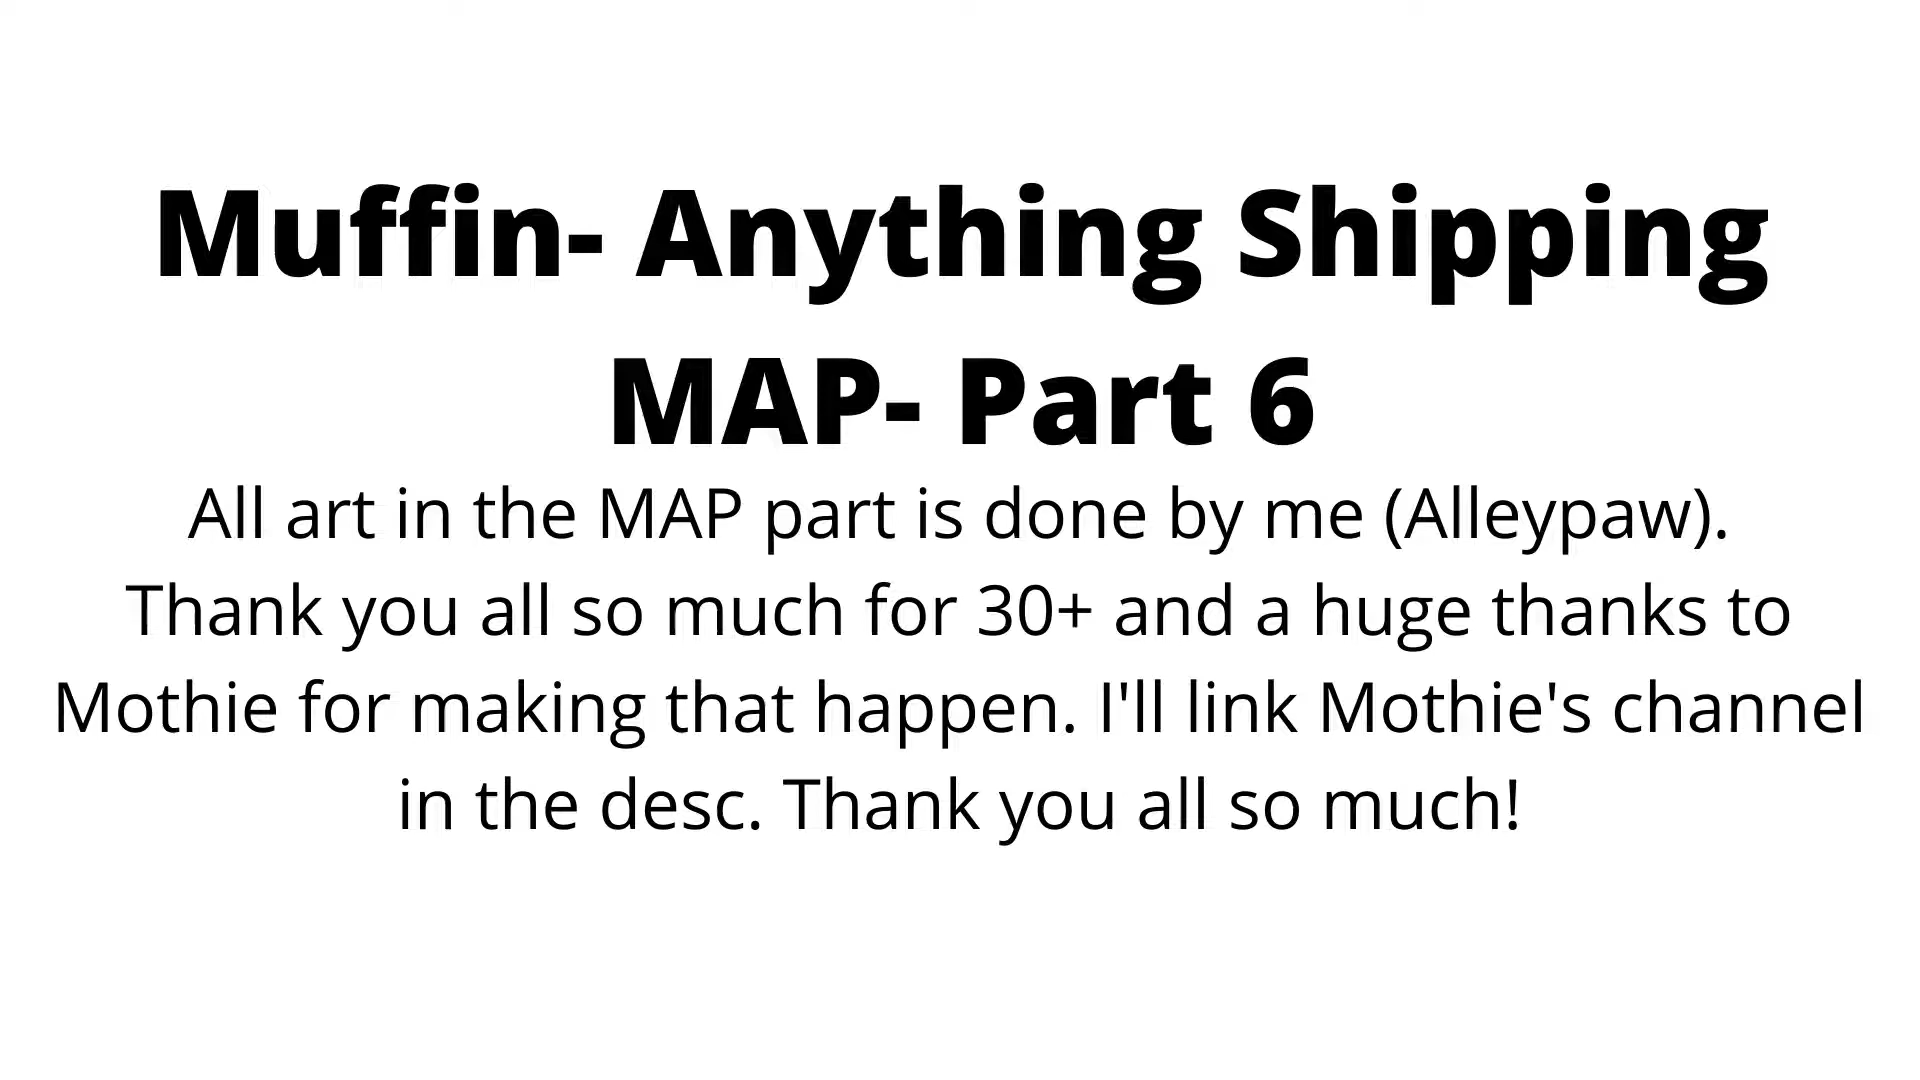 Muffin- Anything Shipping
MAP- Part 6
All art in the MAP part is done by me (Alleypaw).
Thank you all so much for 30+ and a huge thanks to
Mothie for making that happen. I'll link Mothie's channel
in the desc. Thank you all so much!